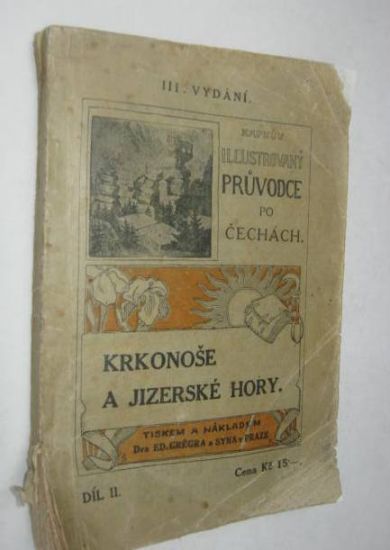 III. VYDÁNÍ.
KAFKŮV
ILLUSTROVANÝ
PRŮVODCE
PO
ČECHÁCH.
KRKONOŠE
A JIZERSKÉ HORY.
TISKEM A NÁKLADEM
Dra ED. GRÉGRA A SYNA V PRAZE
DÍL II.
Cena Kč 15·—.